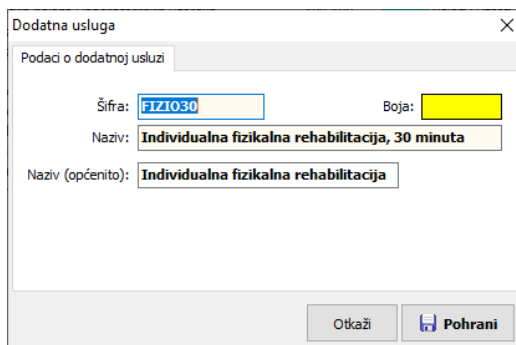 Dodatna usluga
Podaci o dodatnoj usluzi
Šifra: FIZIO30 Boja:
Naziv: Individualna fizikalna rehabilitacija, 30 minuta
Naziv (općenito): Individualna fizikalna rehabilitacija
Otkaži Pohrani